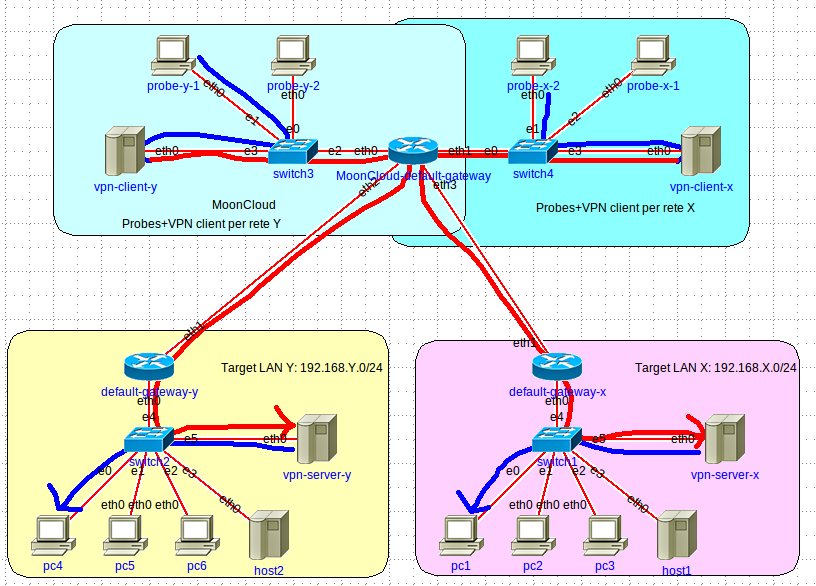 probe-y-1
probe-y-2
probe-x-2
probe-x-1
eth0
eth0
eth0
eth0
e1
e0
e1
e2
eth0
e3
e2
eth0
eth1
e0
e3
eth0
vpn-client-y
switch3
MoonCloud-default-gateway
switch4
vpn-client-x
eth2
eth3
MoonCloud
Probes+VPN client per rete Y
Probes+VPN client per rete X
eth1
eth1
Target LAN Y: 192.168.Y.0/24
Target LAN X: 192.168.X.0/24
default-gateway-y
default-gateway-x
eth0
eth0
e4
e4
e5
eth0
e5
eth0
switch2
switch1
vpn-server-y
vpn-server-x
e0
e1
e2
e3
e0
e1
e2
e3
eth0
eth0
eth0
eth0
eth0
eth0
eth0
eth0
pc4
pc5
pc6
host2
pc1
pc2
pc3
host1